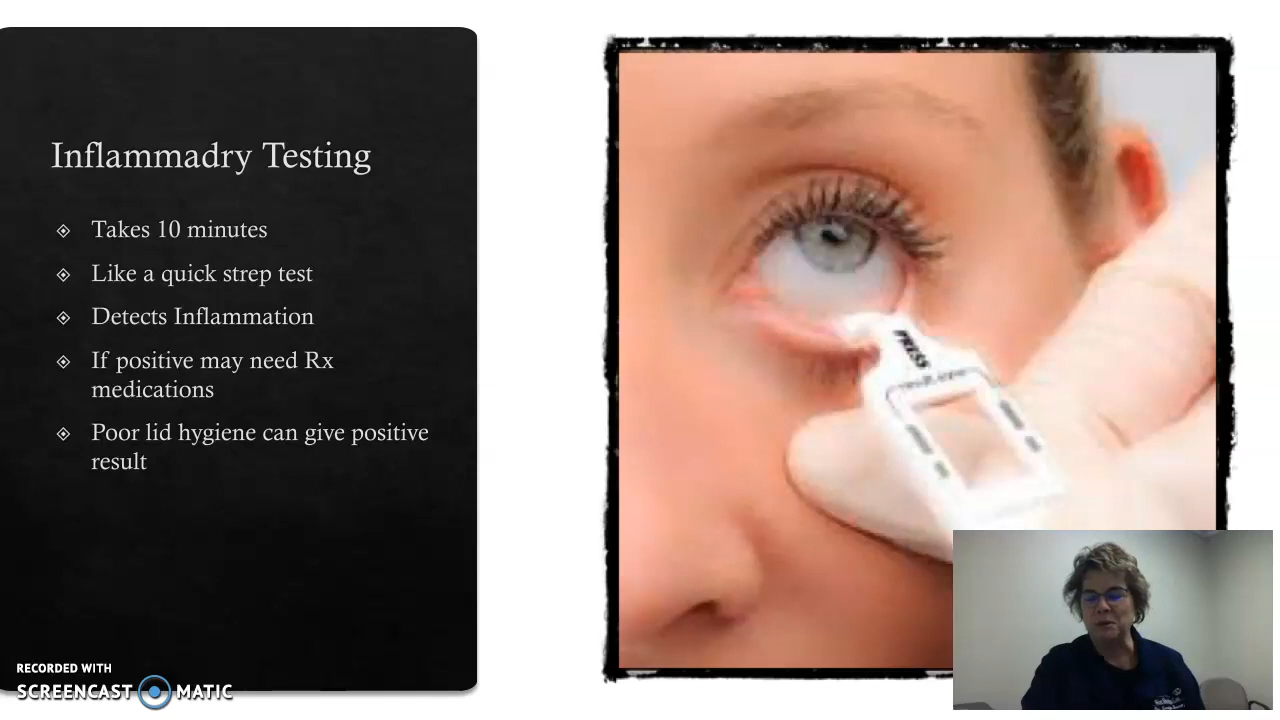 Inflammadry Testing
Takes 10 minutes
Like a quick strep test
Detects Inflammation
If positive may need Rx
medications
Poor lid hygiene can give positive
result
PRESS
RECORDED WITH
SCREENCAST MATIC